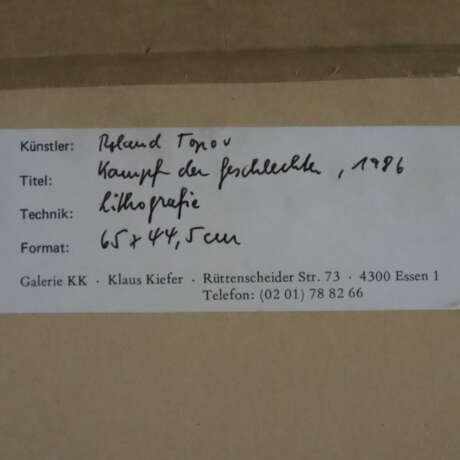 Künstler: Roland Topor
Titel: Kampf der Geschlechter, 1986
Technik: Lithografie
Format: 65 x 44,5 cm
Galerie KK · Klaus Kiefer · Rüttenscheider Str. 73 · 4300 Essen 1
Telefon: (02 01) 78 82 66